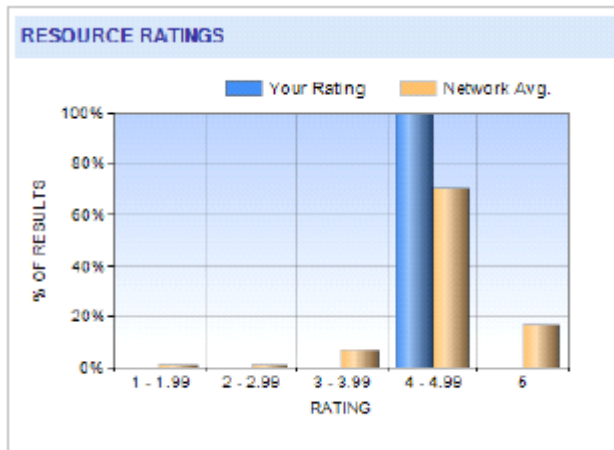 RESOURCE RATINGS
Your Rating Network Avg.
100%
80%
60%
40%
20%
0%
% OF RESULTS
1 - 1.99 2 - 2.99 3 - 3.99 4 - 4.99 5
RATING